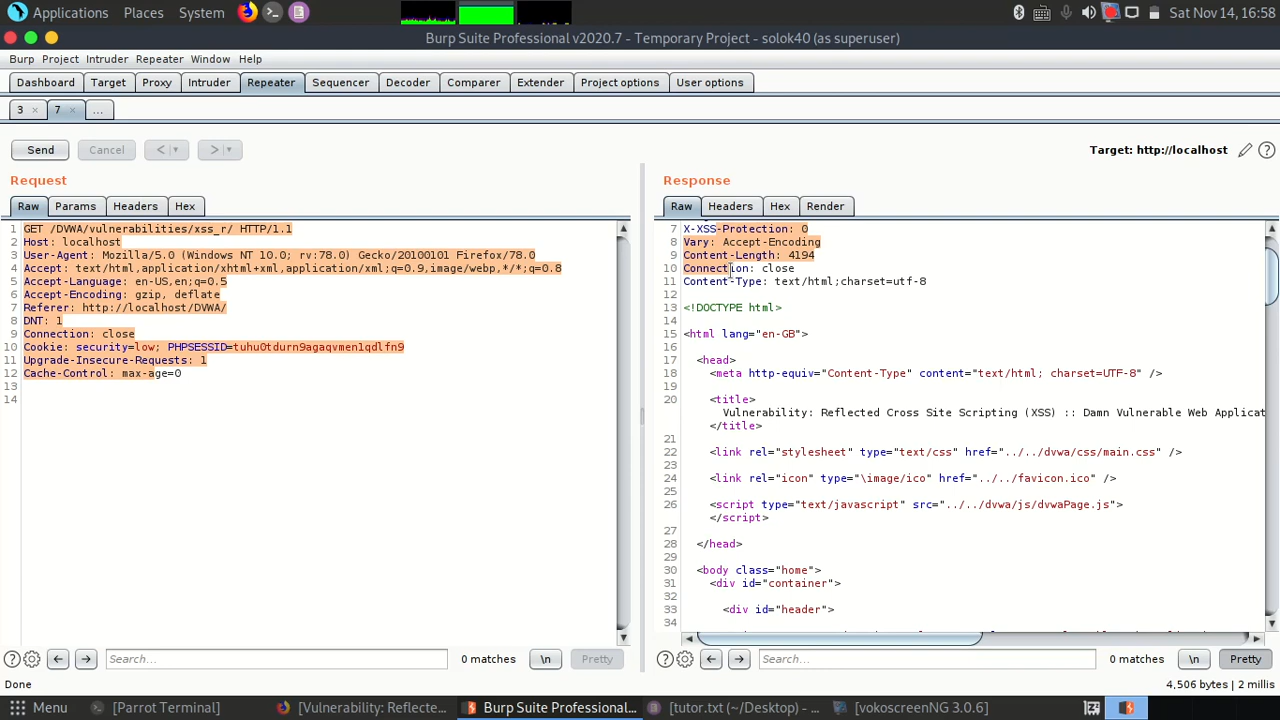 Applications Places System Sat Nov 14, 16:58
Burp Suite Professional v2020.7 - Temporary Project - solok40 (as superuser)
Burp Project Intruder Repeater Window Help
Dashboard Target Proxy Intruder Repeater Sequencer Decoder Comparer Extender Project options User options
3 × 7 × ...
Send Cancel < > Target: http://localhost
Request
Raw Params Headers Hex
1 GET /DVWA/vulnerabilities/xss_r/ HTTP/1.1
2 Host: localhost
3 User-Agent: Mozilla/5.0 (Windows NT 10.0; rv:78.0) Gecko/20100101 Firefox/78.0
4 Accept: text/html,application/xhtml+xml,application/xml;q=0.9,image/webp,*/*;q=0.8
5 Accept-Language: en-US,en;q=0.5
6 Accept-Encoding: gzip, deflate
7 Referer: http://localhost/DVWA/
8 DNT: 1
9 Connection: close
10 Cookie: security=low; PHPSESSID=tuhu0tdurn9agaqvmen1qdlfn9
11 Upgrade-Insecure-Requests: 1
12 Cache-Control: max-age=0
13
14
Search... 0 matches \n Pretty
Response
Raw Headers Hex Render
7 X-XSS-Protection: 0
8 Vary: Accept-Encoding
9 Content-Length: 4194
10 Connection: close
11 Content-Type: text/html;charset=utf-8
12
13 <!DOCTYPE html>
14
15 <html lang="en-GB">
16
17 <head>
18 <meta http-equiv="Content-Type" content="text/html; charset=UTF-8" />
19
20 <title>
Vulnerability: Reflected Cross Site Scripting (XSS) :: Damn Vulnerable Web Applicat
</title>
21
22 <link rel="stylesheet" type="text/css" href="../../dvwa/css/main.css" />
23
24 <link rel="icon" type="\image/ico" href="../../favicon.ico" />
25
26 <script type="text/javascript" src="../../dvwa/js/dvwaPage.js">
</script>
27
28 </head>
29
30 <body class="home">
31 <div id="container">
32
33 <div id="header">
34
Search... 0 matches \n Pretty
Done 4,506 bytes | 2 millis
Menu [Parrot Terminal] [Vulnerability: Reflecte... Burp Suite Professional... [tutor.txt (~/Desktop) - ... [vokoscreenNG 3.0.6]